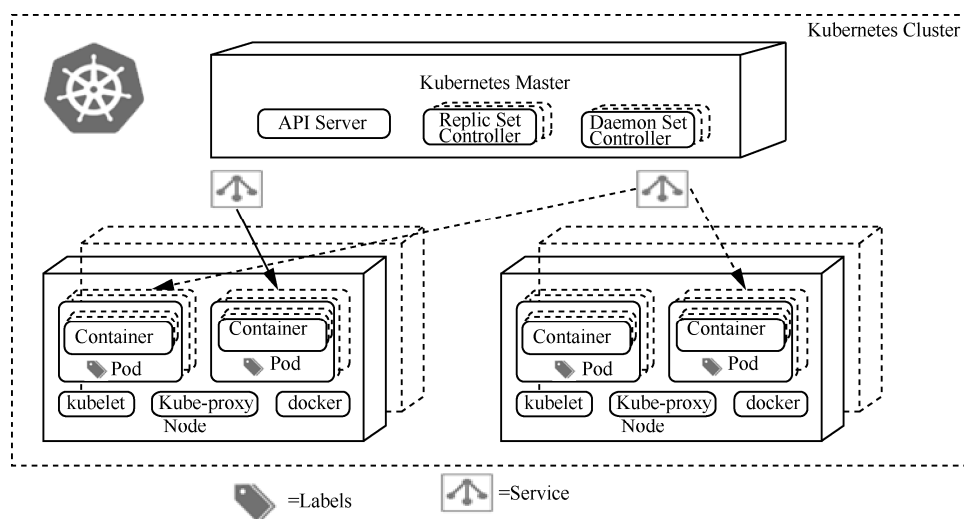 Kubernetes Cluster
Kubernetes Master
API Server
Replic Set
Controller
Daemon Set
Controller
Container
Pod
Container
Pod
kubelet
Kube-proxy
docker
Node
Container
Pod
Container
Pod
kubelet
Kube-proxy
docker
Node
=Labels
=Service